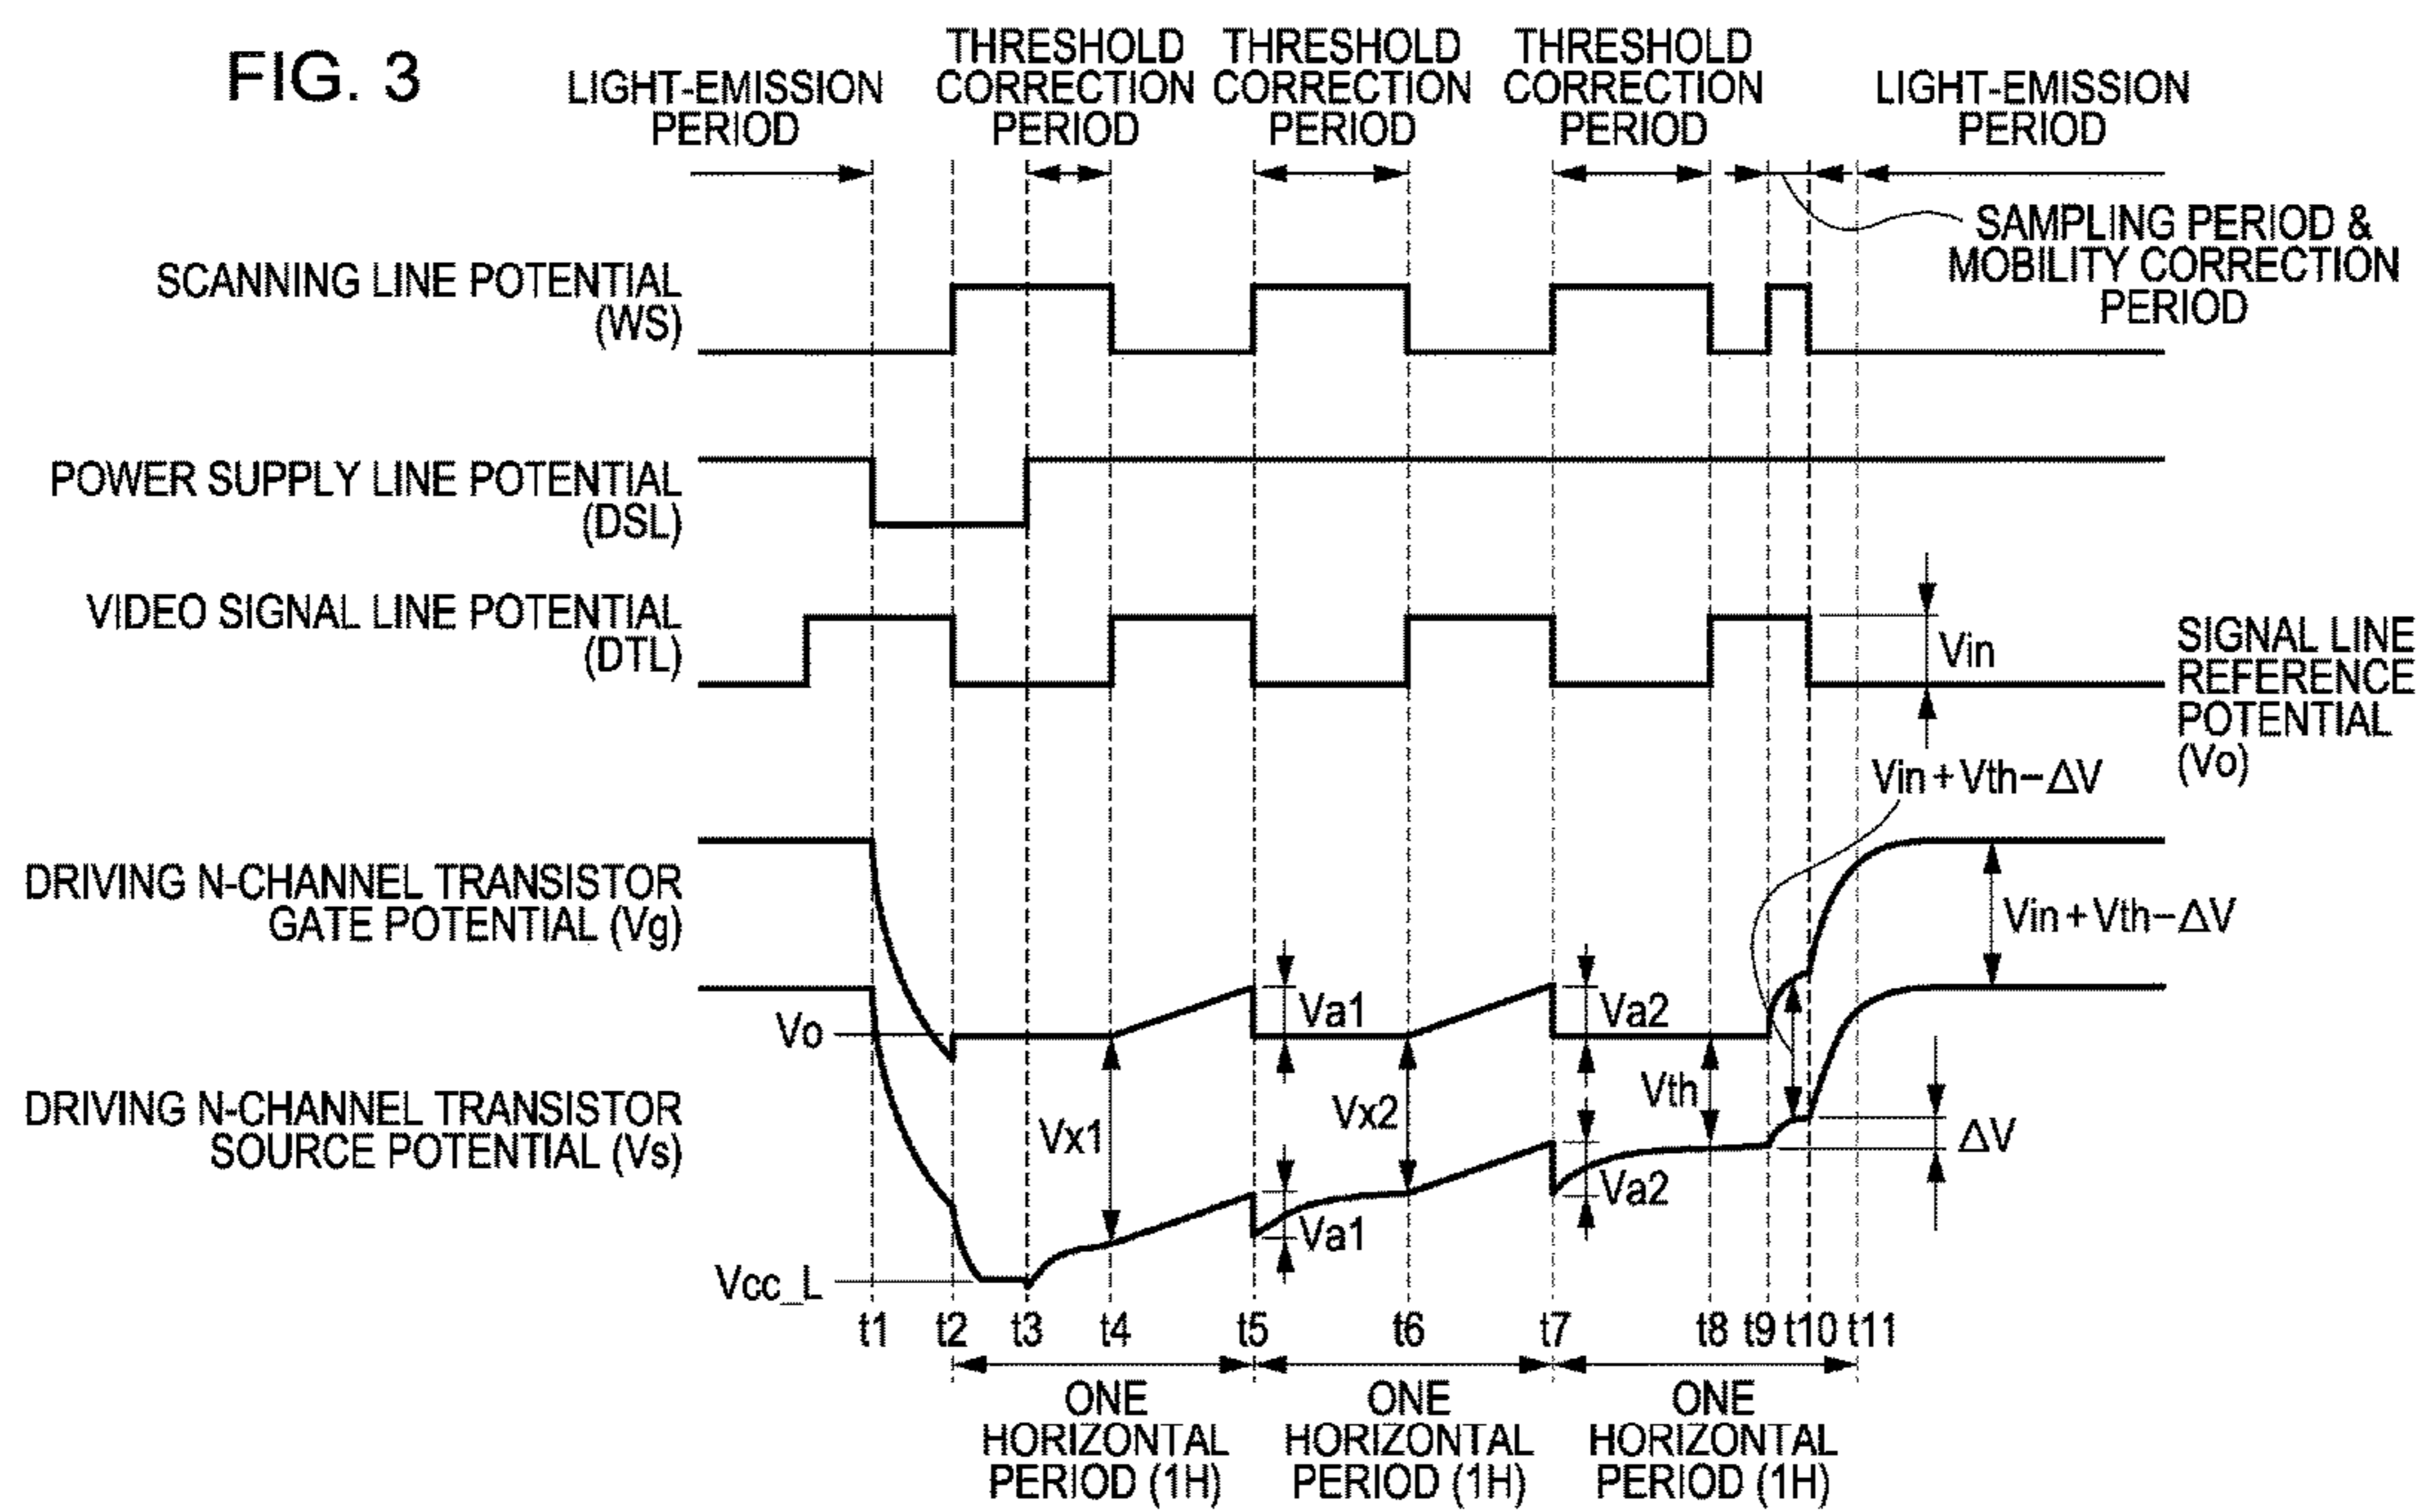 FIG. 3
LIGHT-EMISSION
PERIOD
THRESHOLD
CORRECTION
PERIOD
THRESHOLD
CORRECTION
PERIOD
THRESHOLD
CORRECTION
PERIOD
LIGHT-EMISSION
PERIOD
SAMPLING PERIOD &
MOBILITY CORRECTION
PERIOD
SCANNING LINE POTENTIAL
(WS)
POWER SUPPLY LINE POTENTIAL
(DSL)
VIDEO SIGNAL LINE POTENTIAL
(DTL)
Vin
SIGNAL LINE
REFERENCE
POTENTIAL
(Vo)
Vin+Vth-ΔV
DRIVING N-CHANNEL TRANSISTOR
GATE POTENTIAL (Vg)
Vin+Vth-ΔV
Vo
Va1
Va2
DRIVING N-CHANNEL TRANSISTOR
SOURCE POTENTIAL (Vs)
Vx1
Vx2
Vth
ΔV
Va1
Va2
Vcc_L
t1 t2 t3 t4 t5 t6 t7 t8 t9 t10 t11
ONE
HORIZONTAL
PERIOD (1H)
ONE
HORIZONTAL
PERIOD (1H)
ONE
HORIZONTAL
PERIOD (1H)